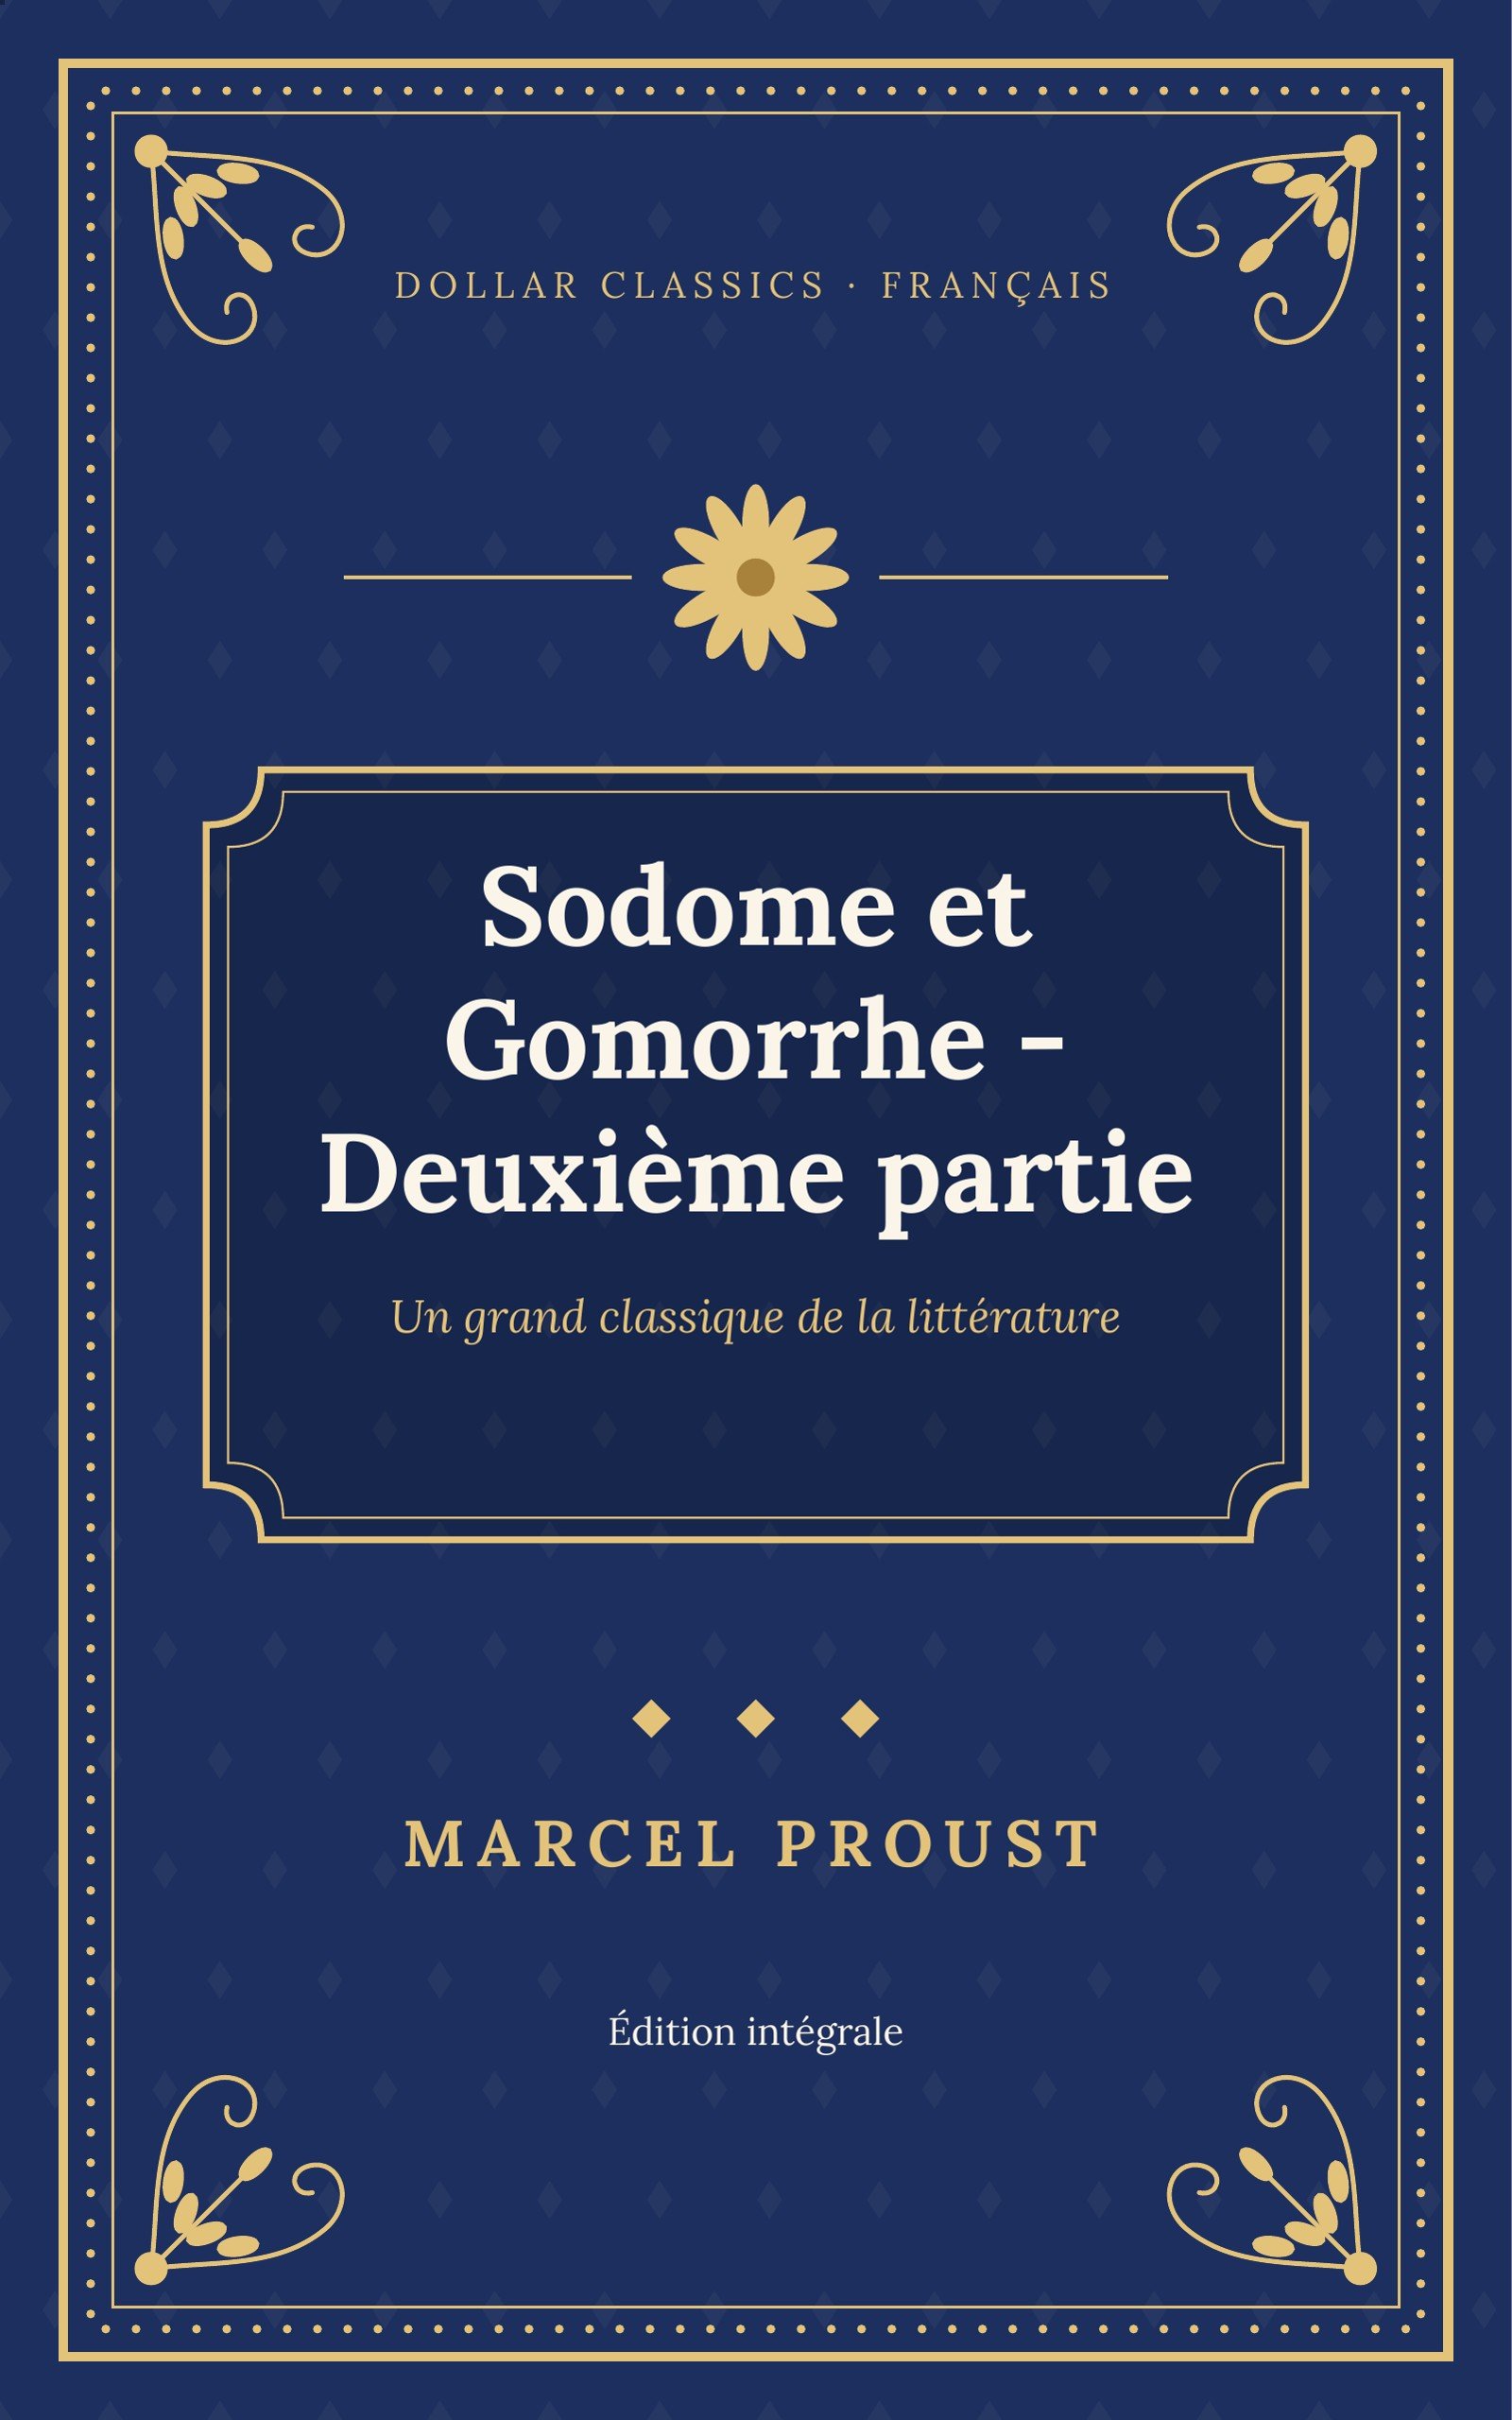 DOLLAR CLASSICS · FRANÇAIS
Sodome et
Gomorrhe -
Deuxième partie
Un grand classique de la littérature
MARCEL PROUST
Édition intégrale